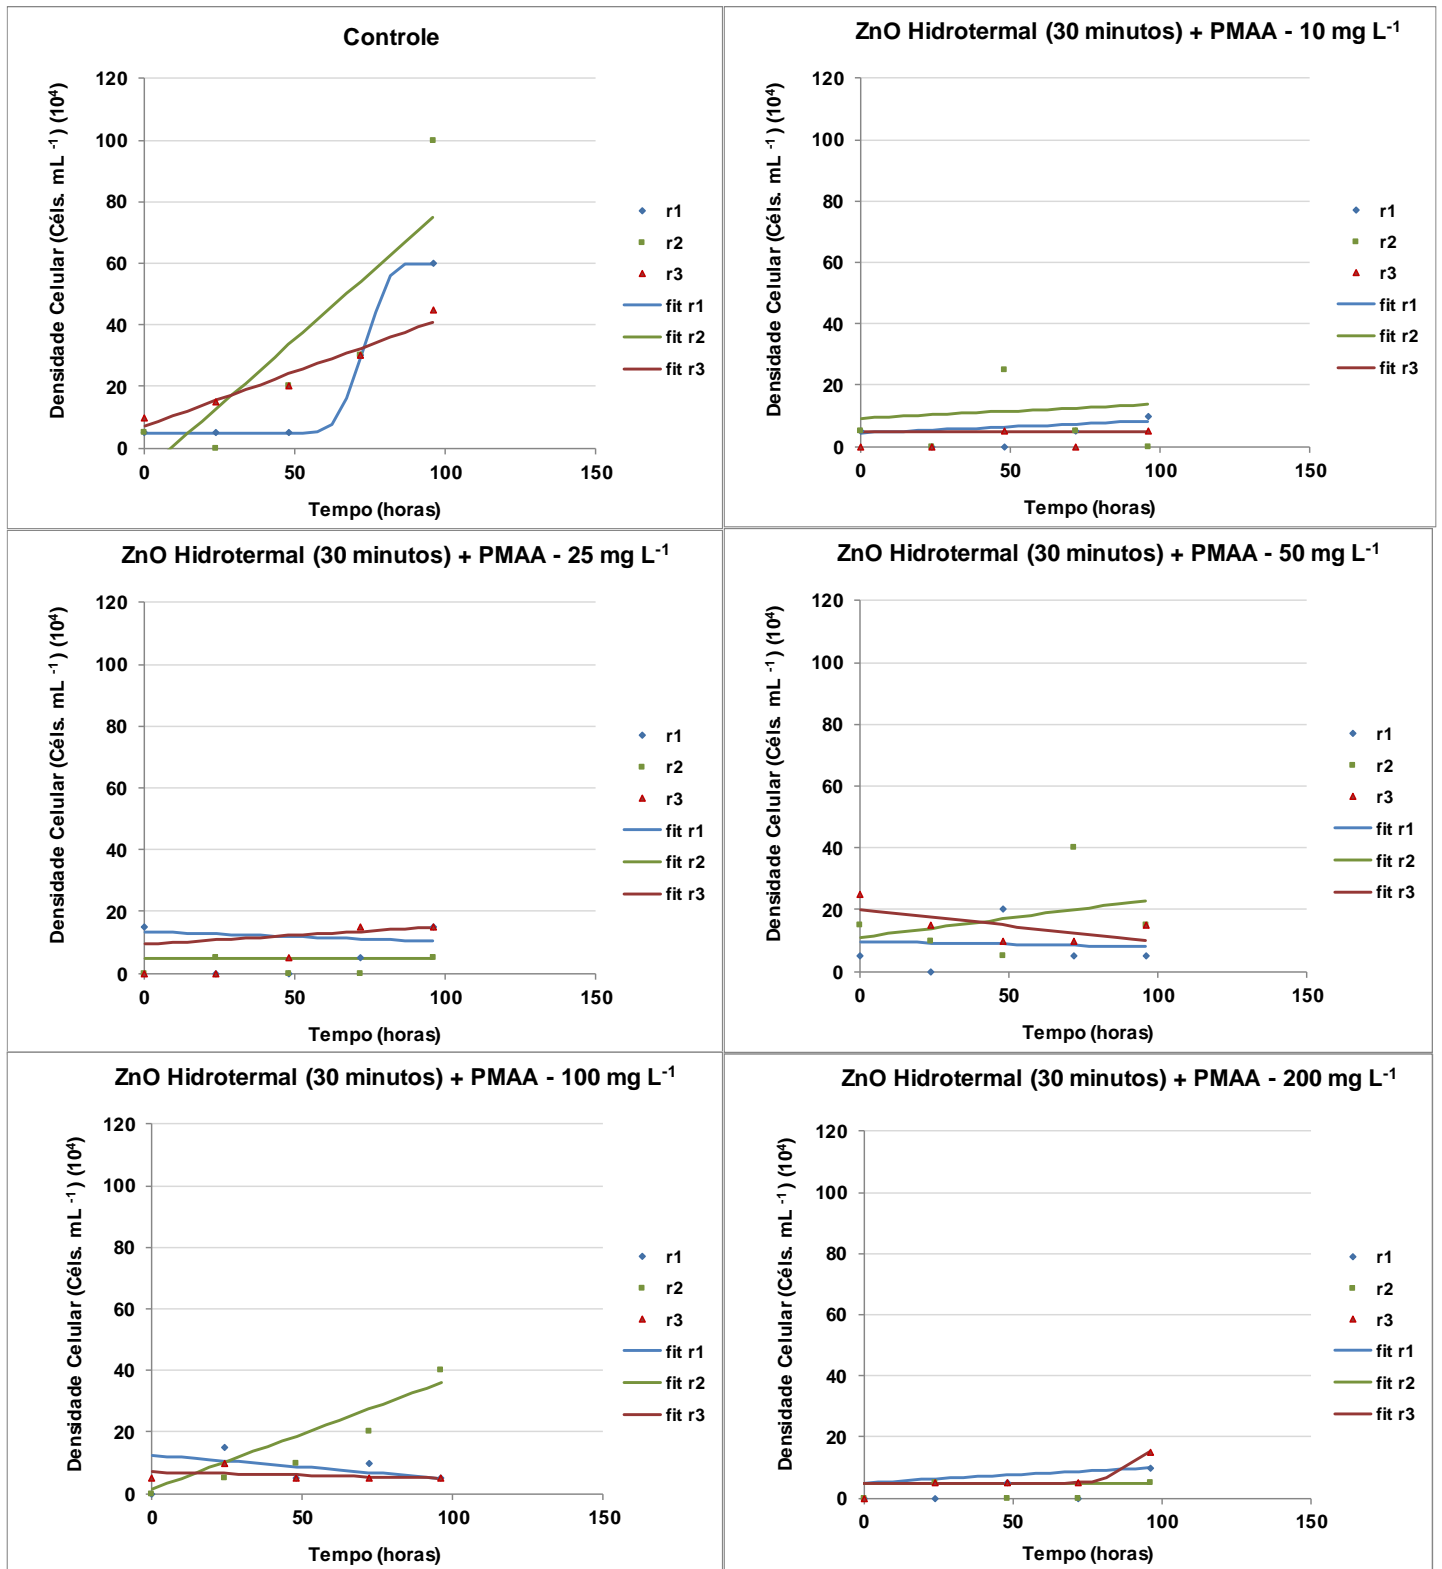 Controle
Densidade Celular (Céls. mL ⁻¹) (10⁴)
120
100
80
60
40
20
0
0 50 100 150
Tempo (horas)
r1
r2
r3
fit r1
fit r2
fit r3
ZnO Hidrotermal (30 minutos) + PMAA - 10 mg L⁻¹
Densidade Celular (Céls. mL ⁻¹) (10⁴)
120
100
80
60
40
20
0
0 50 100 150
Tempo (horas)
r1
r2
r3
fit r1
fit r2
fit r3
ZnO Hidrotermal (30 minutos) + PMAA - 25 mg L⁻¹
Densidade Celular (Céls. mL ⁻¹) (10⁴)
120
100
80
60
40
20
0
0 50 100 150
Tempo (horas)
r1
r2
r3
fit r1
fit r2
fit r3
ZnO Hidrotermal (30 minutos) + PMAA - 50 mg L⁻¹
Densidade Celular (Céls. mL ⁻¹) (10⁴)
120
100
80
60
40
20
0
0 50 100 150
Tempo (horas)
r1
r2
r3
fit r1
fit r2
fit r3
ZnO Hidrotermal (30 minutos) + PMAA - 100 mg L⁻¹
Densidade Celular (Céls. mL ⁻¹) (10⁴)
120
100
80
60
40
20
0
0 50 100 150
Tempo (horas)
r1
r2
r3
fit r1
fit r2
fit r3
ZnO Hidrotermal (30 minutos) + PMAA - 200 mg L⁻¹
Densidade Celular (Céls. mL ⁻¹) (10⁴)
120
100
80
60
40
20
0
0 50 100 150
Tempo (horas)
r1
r2
r3
fit r1
fit r2
fit r3